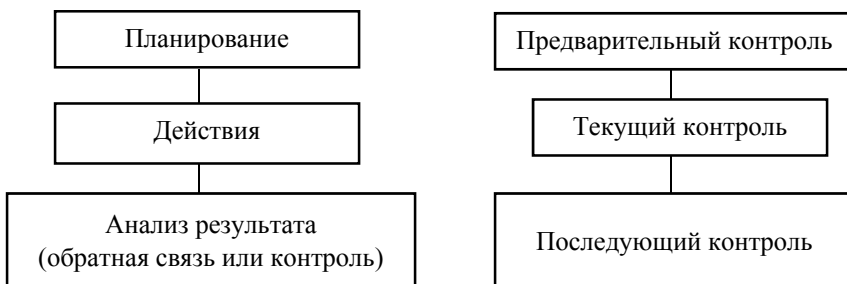 Планирование
Действия
Анализ результата
(обратная связь или контроль)
Предварительный контроль
Текущий контроль
Последующий контроль